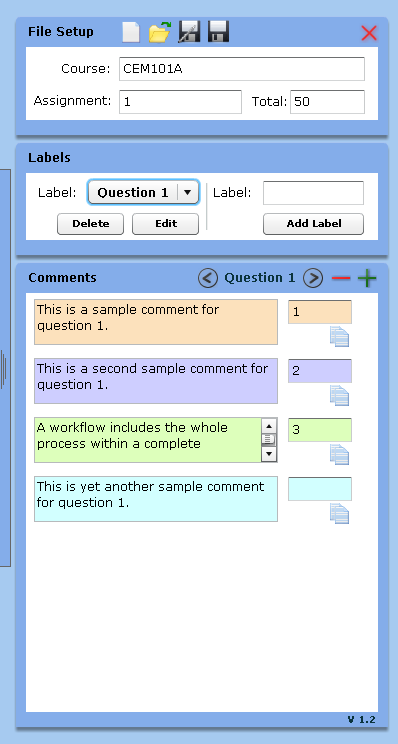 File Setup
Course: CEM101A
Assignment: 1 Total: 50
Labels
Label: Question 1 Label:
Delete Edit Add Label
Comments Question 1
This is a sample comment for 1
question 1.
This is a second sample comment for 2
question 1.
A workflow includes the whole 3
process within a complete
This is yet another sample comment
for question 1.
V 1.2